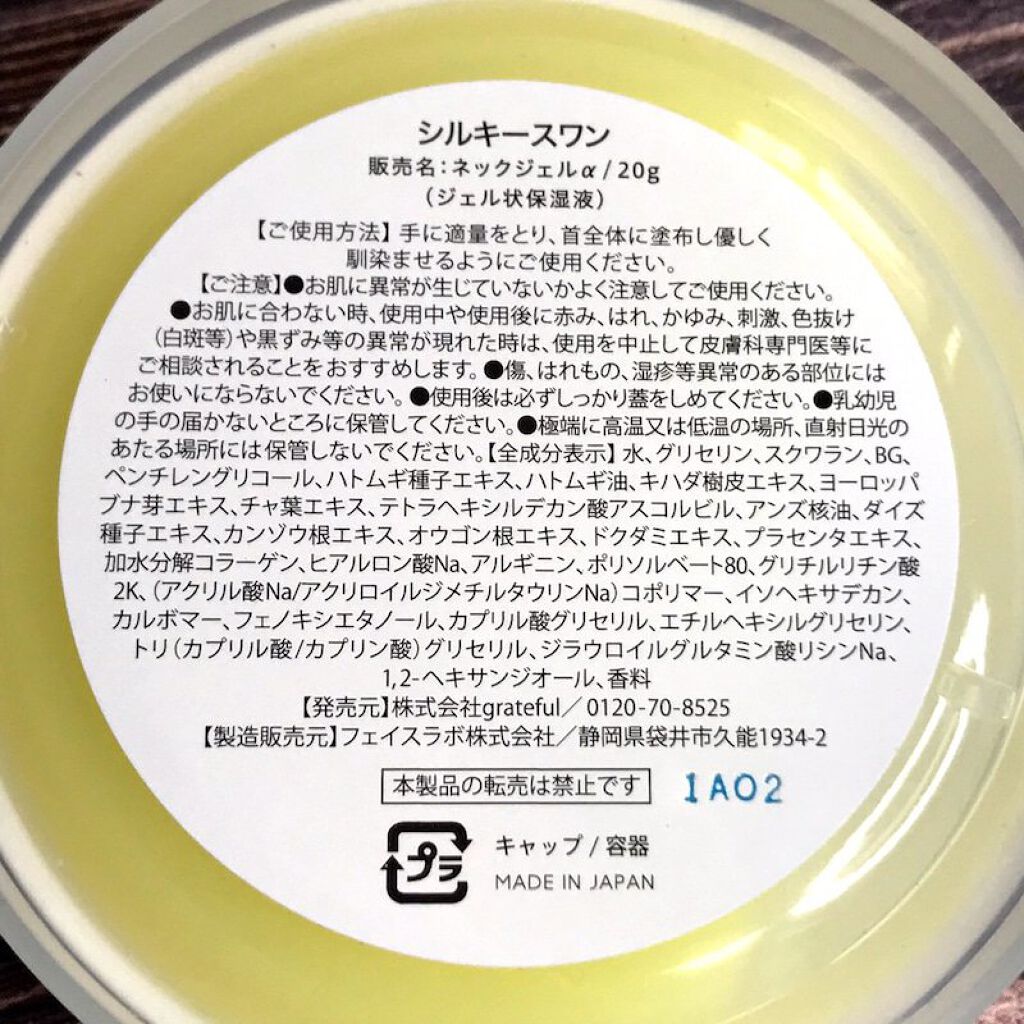 シルキースワン
販売名:ネックジェルα/20g
(ジェル状保湿液)
【ご使用方法】手に適量をとり、首全体に塗布し優しく
馴染ませるようにご使用ください。
【ご注意】●お肌に異常が生じていないかよく注意してご使用ください。
●お肌に合わない時、使用中や使用後に赤み、はれ、かゆみ、刺激、色抜け
(白斑等)や黒ずみ等の異常が現れた時は、使用を中止して皮膚科専門医等に
ご相談されることをおすすめします。●傷、はれもの、湿疹等異常のある部位には
お使いにならないでください。●使用後は必ずしっかり蓋をしめてください。●乳幼児
の手の届かないところに保管してください。●極端に高温又は低温の場所、直射日光の
あたる場所には保管しないでください。【全成分表示】水、グリセリン、スクワラン、BG、
ペンチレングリコール、ハトムギ種子エキス、ハトムギ油、キハダ樹皮エキス、ヨーロッパ
ブナ芽エキス、チャ葉エキス、テトラヘキシルデカン酸アスコルビル、アンズ核油、ダイズ
種子エキス、カンゾウ根エキス、オウゴン根エキス、ドクダミエキス、プラセンタエキス、
加水分解コラーゲン、ヒアルロン酸Na、アルギニン、ポリソルベート80、グリチルリチン酸
2K、(アクリル酸Na/アクリロイルジメチルタウリンNa)コポリマー、イソヘキサデカン、
カルボマー、フェノキシエタノール、カプリル酸グリセリル、エチルヘキシルグリセリン、
トリ(カプリル酸/カプリン酸)グリセリル、ジラウロイルグルタミン酸リシンNa、
1,2-ヘキサンジオール、香料
【発売元】株式会社grateful/0120-70-8525
【製造販売元】フェイスラボ株式会社/静岡県袋井市久能1934-2
本製品の転売は禁止です 1A02
プラ キャップ/容器
MADE IN JAPAN